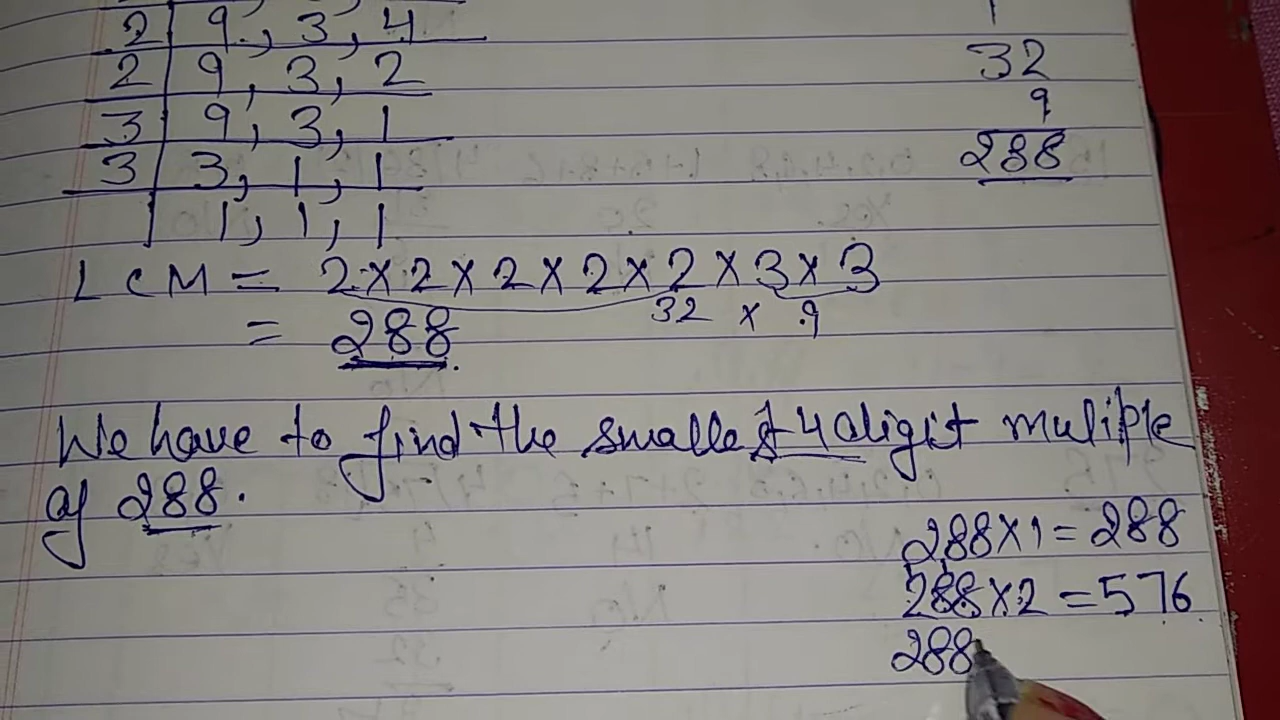 2 | 9, 3, 4
2 | 9, 3, 2
3 | 9, 3, 1
3 | 3, 1, 1
| 1, 1, 1
32
9
288
LCM = 2×2×2×2×2×3×3
32 × 9
= 288.
We have to find the smallest 4 digit muliple
of 288.
288×1 = 288
288×2 = 576
288